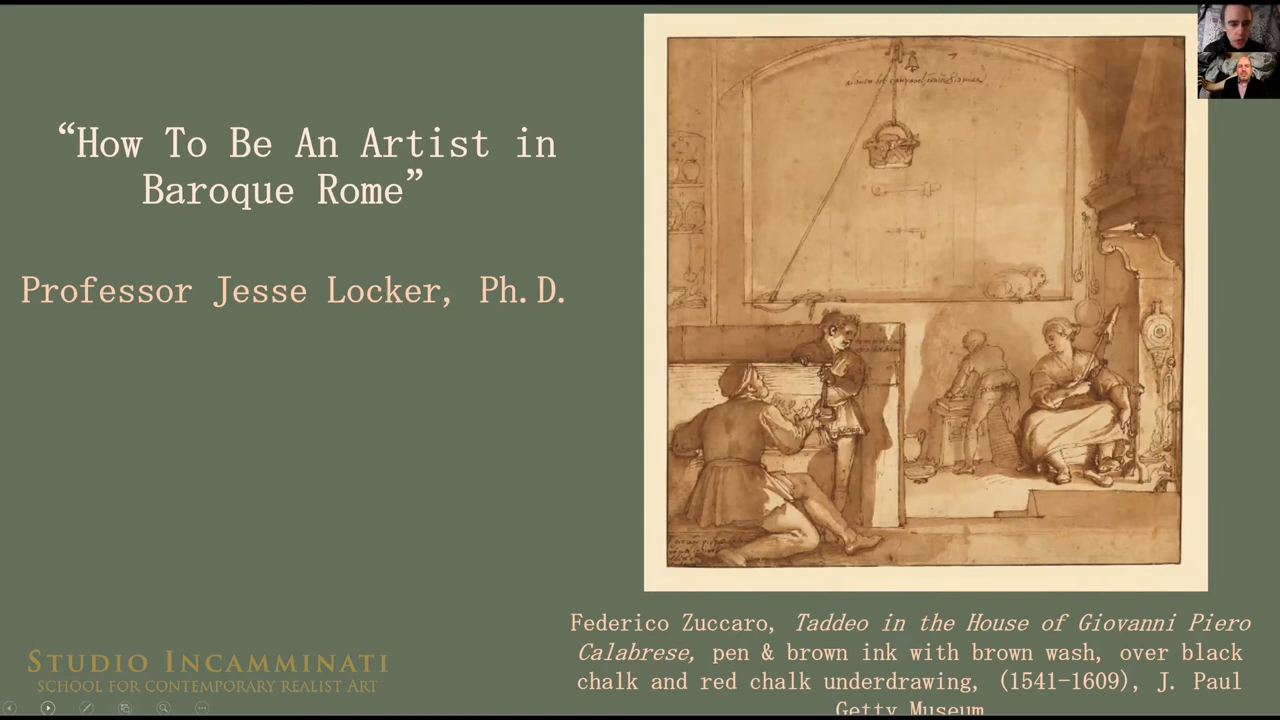 “How To Be An Artist in
Baroque Rome”
Professor Jesse Locker, Ph.D.
STUDIO INCAMMINATI
SCHOOL FOR CONTEMPORARY REALIST ART
Federico Zuccaro, Taddeo in the House of Giovanni Piero
Calabrese, pen & brown ink with brown wash, over black
chalk and red chalk underdrawing, (1541-1609), J. Paul
Getty Museum